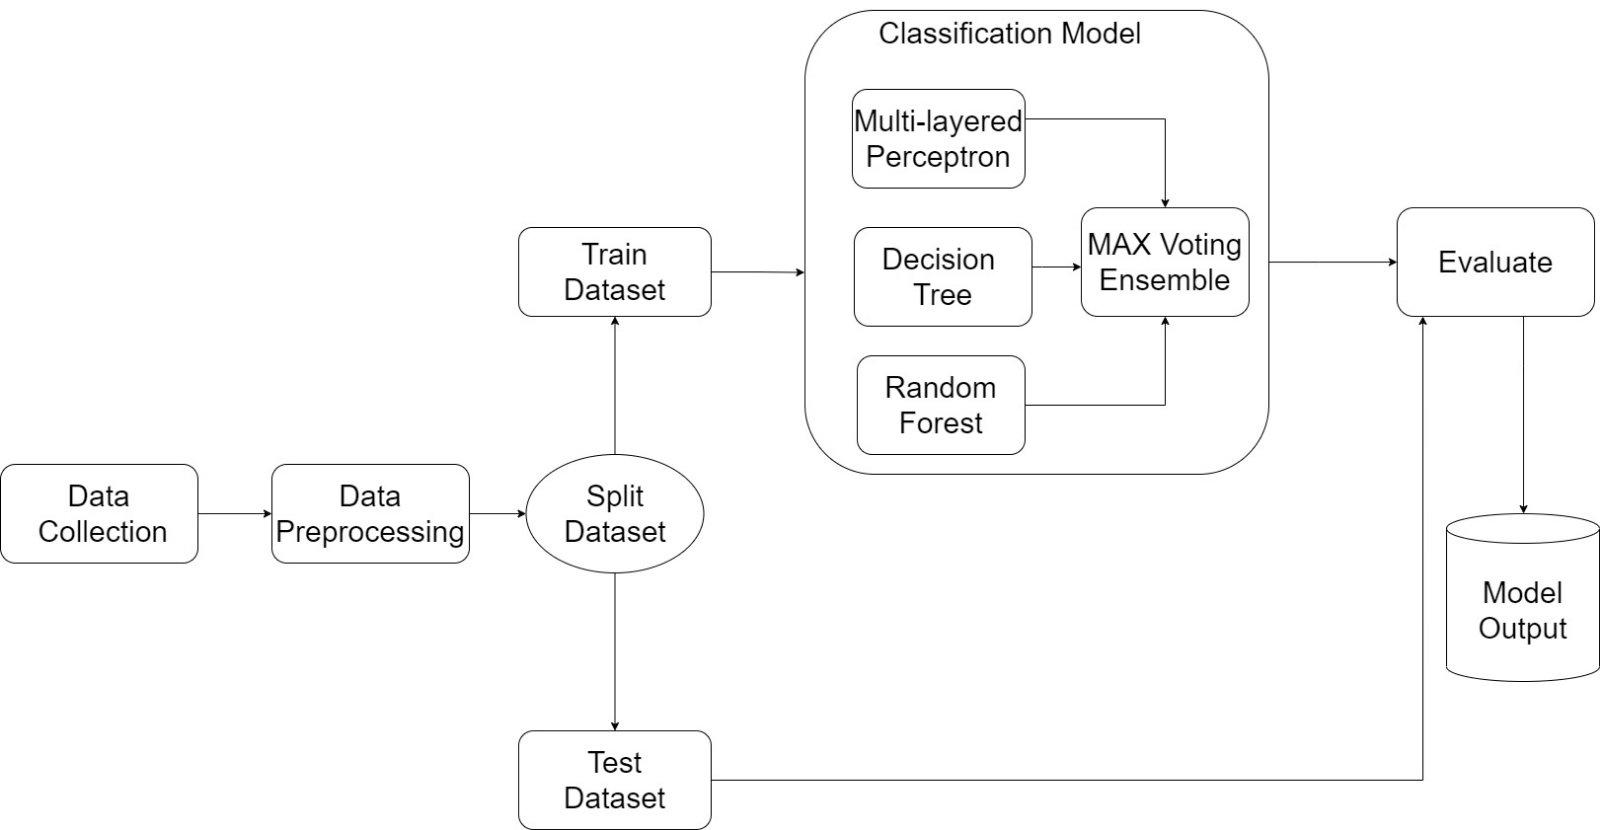 Classification Model
Multi-layered
Perceptron
Train
Dataset
Decision
Tree
MAX Voting
Ensemble
Evaluate
Random
Forest
Data
Collection
Data
Preprocessing
Split
Dataset
Model
Output
Test
Dataset